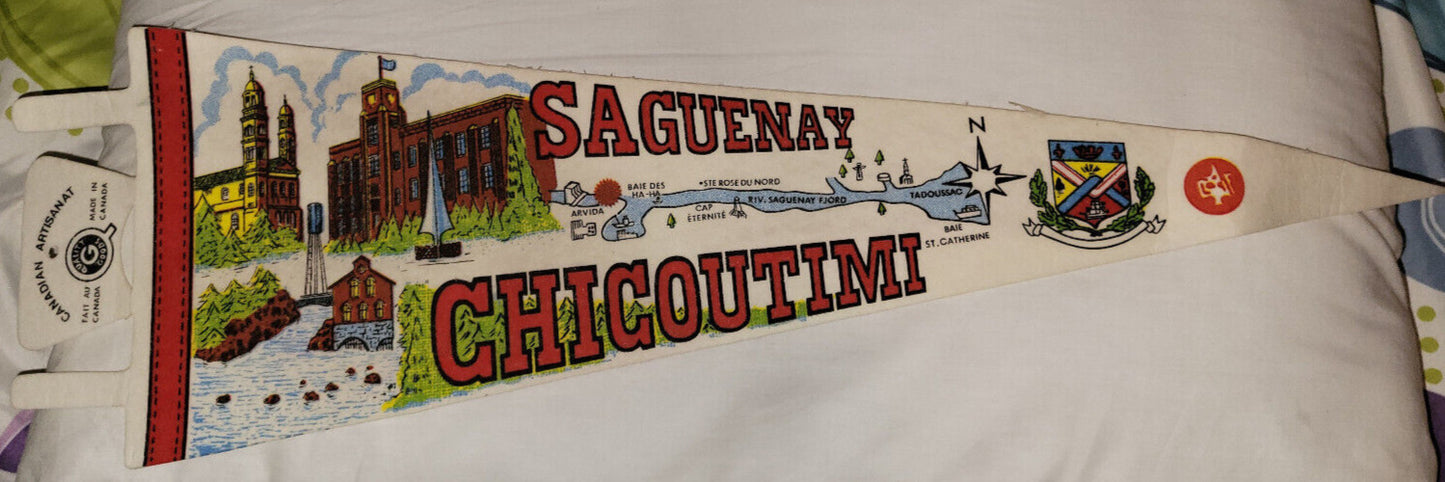 CANADIAN ARTISANAT
MADE IN
CANADA
G
FAIT AU
CANADA
SAGUENAY
CHICOUTIMI
N
ARVIDA
BAIE DES
HA-HA
•STE ROSE DU NORD
CAP
ÉTERNITÉ
RIV. SAGUENAY FJORD
TADOUSSAC
BAIE
ST. CATHERINE